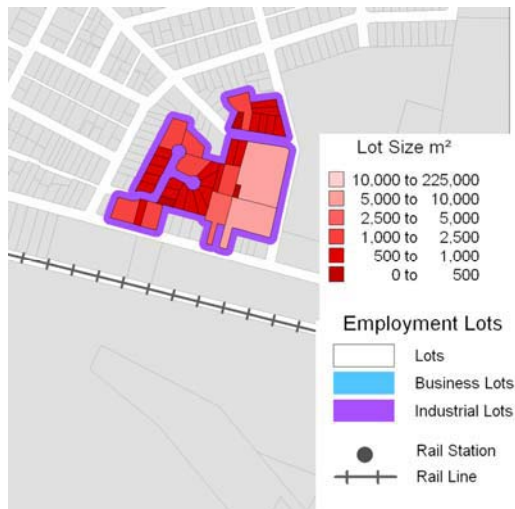 Lot Size m²
10,000 to 225,000
5,000 to 10,000
2,500 to 5,000
1,000 to 2,500
500 to 1,000
0 to 500
Employment Lots
Lots
Business Lots
Industrial Lots
Rail Station
Rail Line